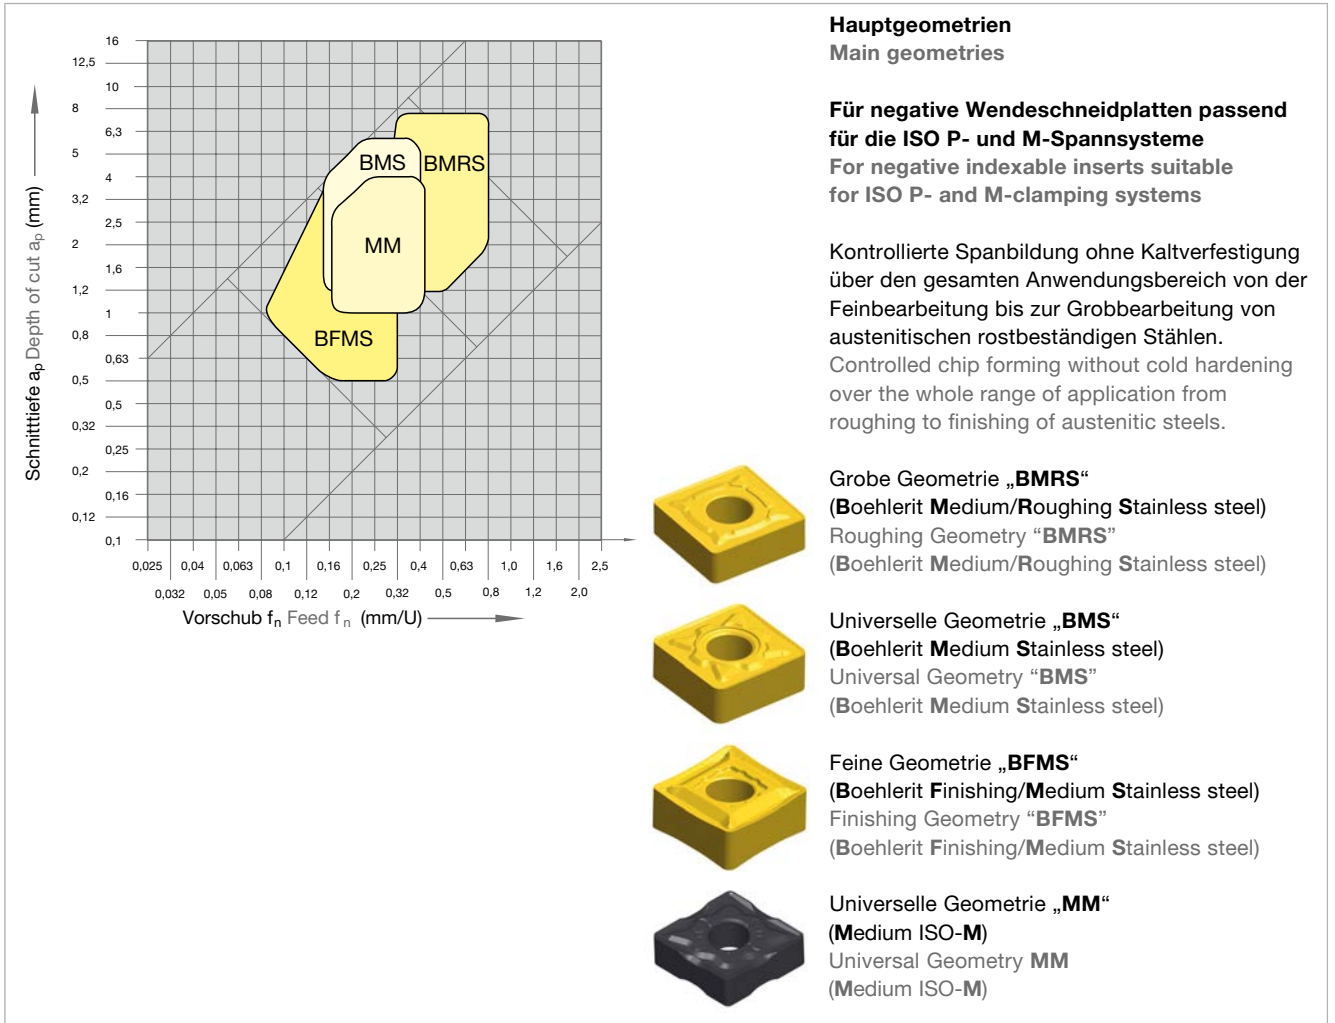 16
12,5
10
8
6,3
5
4
3,2
2,5
2
1,6
1,2
1
0,8
0,63
0,5
0,5
0,32
0,25
0,2
0,16
0,12
0,1
Schnitttiefe ap Depth of cut ap (mm)
BMS
BMRS
MM
BFMS
0,025 0,04 0,063 0,1 0,16 0,25 0,4 0,63 1,0 1,6 2,5
0,032 0,05 0,08 0,12 0,2 0,32 0,5 0,8 1,2 2,0
Vorschub fn Feed fn (mm/U)
Hauptgeometrien
Main geometries
Für negative Wendeschneidplatten passend
für die ISO P- und M-Spannsysteme
For negative indexable inserts suitable
for ISO P- and M-clamping systems
Kontrollierte Spanbildung ohne Kaltverfestigung
über den gesamten Anwendungsbereich von der
Feinbearbeitung bis zur Grobbearbeitung von
austenitischen rostbeständigen Stählen.
Controlled chip forming without cold hardening
over the whole range of application from
roughing to finishing of austenitic steels.
Grobe Geometrie „BMRS“
(Boehlerit Medium/Roughing Stainless steel)
Roughing Geometry “BMRS”
(Boehlerit Medium/Roughing Stainless steel)
Universelle Geometrie „BMS“
(Boehlerit Medium Stainless steel)
Universal Geometry “BMS”
(Boehlerit Medium Stainless steel)
Feine Geometrie „BFMS“
(Boehlerit Finishing/Medium Stainless steel)
Finishing Geometry “BFMS”
(Boehlerit Finishing/Medium Stainless steel)
Universelle Geometrie „MM“
(Medium ISO-M)
Universal Geometry MM
(Medium ISO-M)